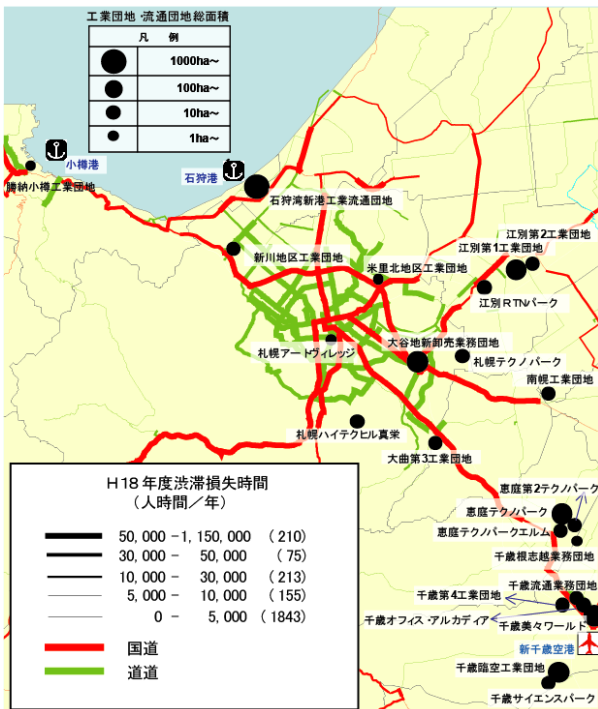 工業団地・流通団地総面積
凡　例
1000ha～
100ha～
10ha～
1ha～
小樽港
勝納小樽工業団地
石狩港
石狩湾新港工業流通団地
新川地区工業団地
米里北地区工業団地
江別第2工業団地
江別第1工業団地
江別RTNパーク
札幌アートヴィレッジ
大谷地新卸売業務団地
札幌テクノパーク
南幌工業団地
札幌ハイテクヒル真栄
大曲第3工業団地
恵庭第2テクノパーク
恵庭テクノパーク
恵庭テクノパークエルム
千歳根志越業務団地
千歳流通業務団地
千歳第4工業団地
千歳オフィス・アルカディア
千歳美々ワールド
新千歳空港
千歳臨空工業団地
千歳サイエンスパーク
H18年度渋滞損失時間
（人時間／年）
50,000 -1,150,000 (210)
30,000 - 50,000 (75)
10,000 - 30,000 (213)
5,000 - 10,000 (155)
0 - 5,000 (1843)
国道
道道